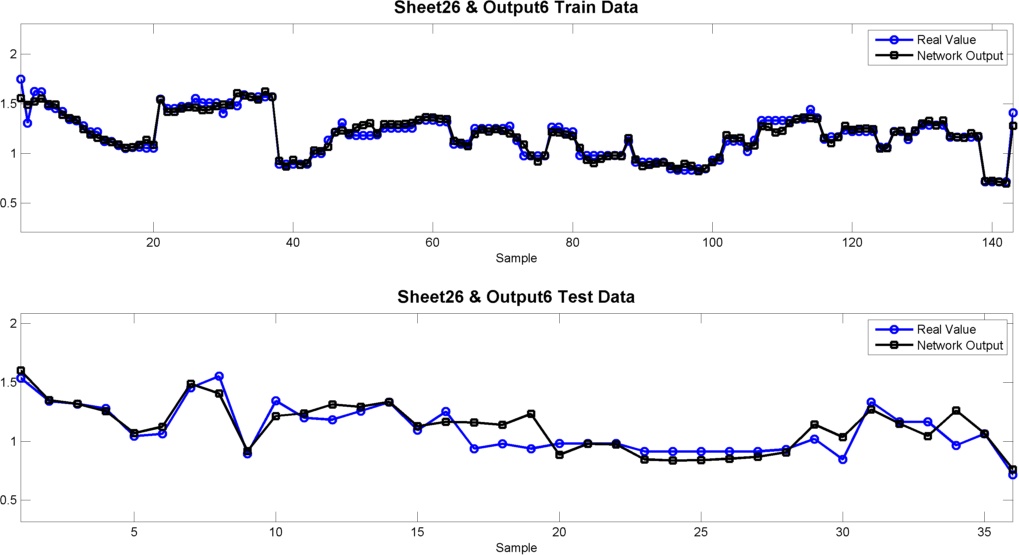 Sheet26 & Output6 Train Data
Real Value
Network Output
2
1.5
1
0.5
20 40 60 80 100 120 140
Sample
Sheet26 & Output6 Test Data
Real Value
Network Output
2
1.5
1
0.5
5 10 15 20 25 30 35
Sample